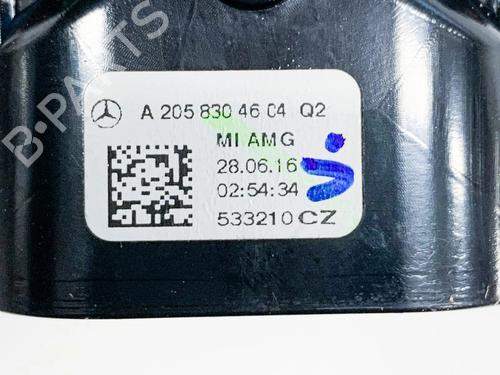 B-PARTS
A 205 830 46 04 Q2
MI AMG
28.06.16
02:54:34
533210 CZ